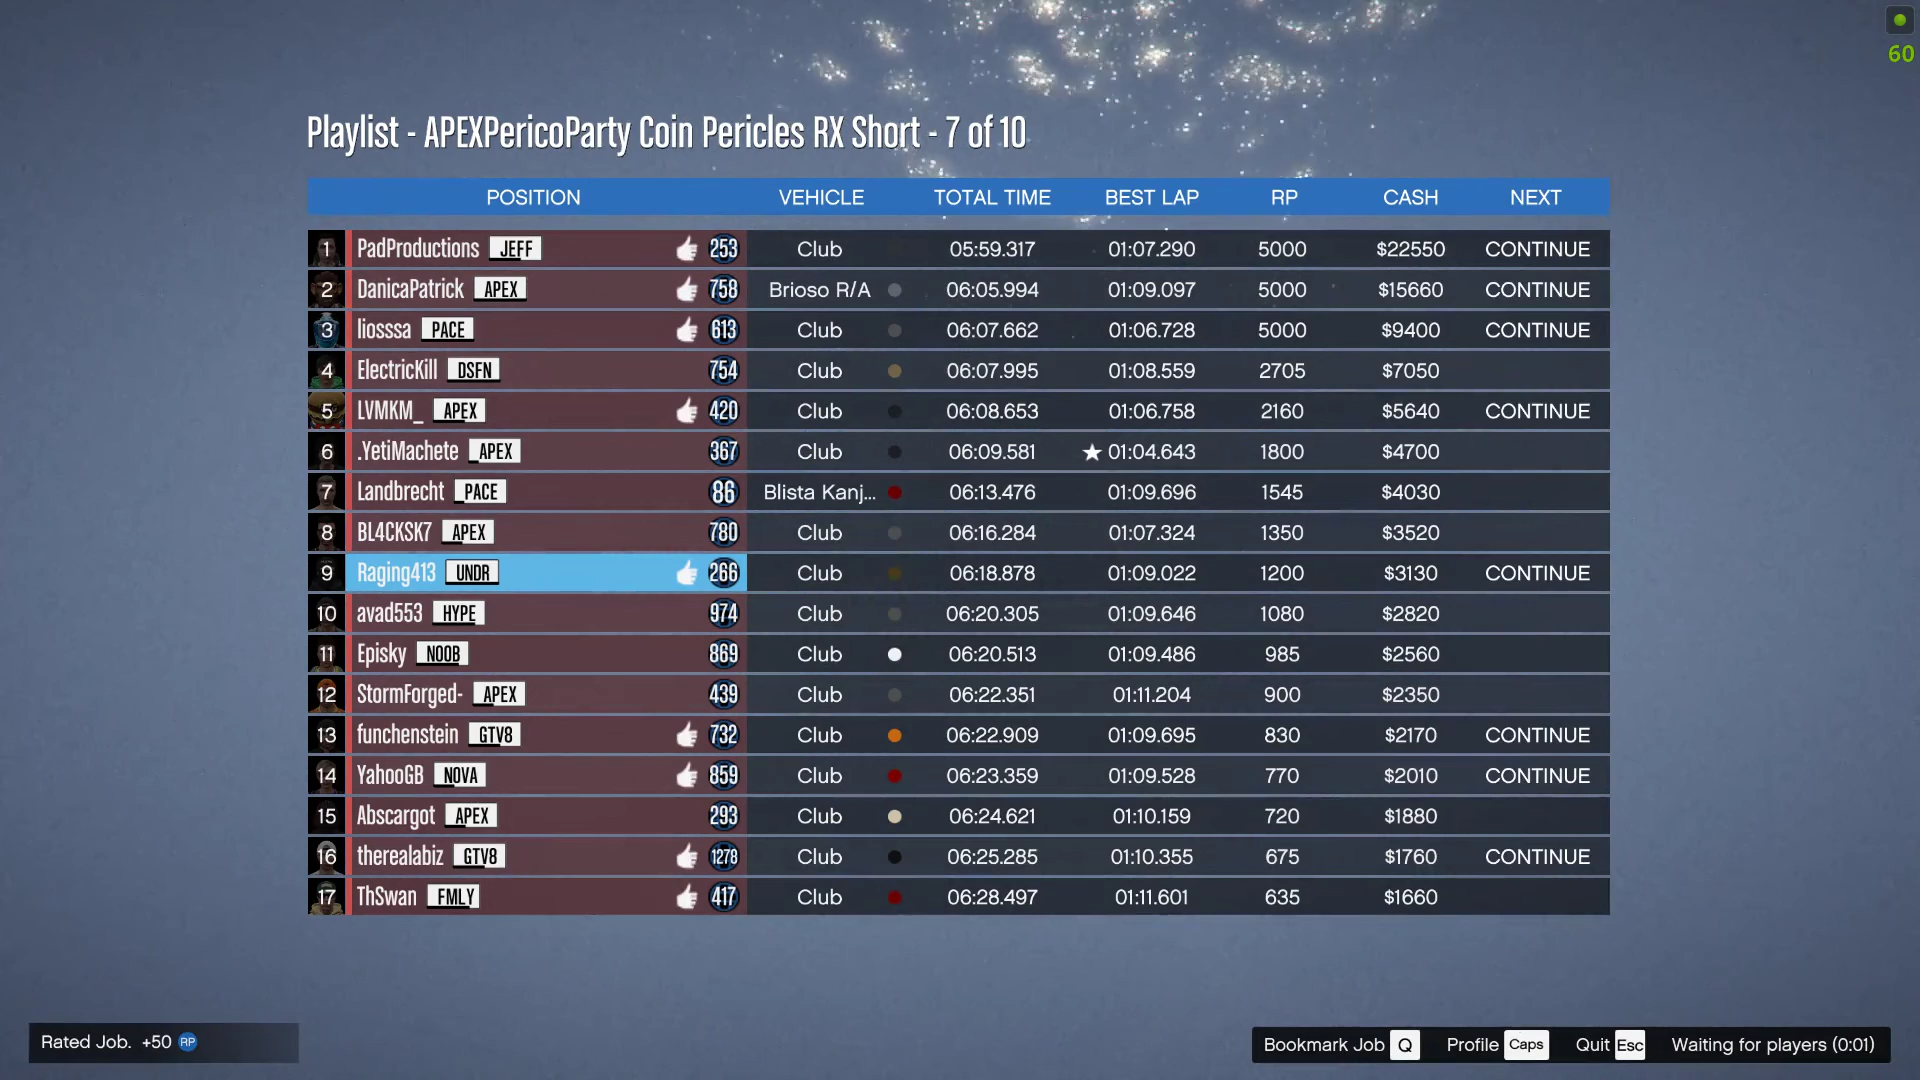 60
Playlist - APEXPericoParty Coin Pericles RX Short - 7 of 10
POSITION VEHICLE TOTAL TIME BEST LAP RP CASH NEXT
1 PadProductions JEFF 253 Club 05:59.317 01:07.290 5000 $22550 CONTINUE
2 DanicaPatrick APEX 758 Brioso R/A 06:05.994 01:09.097 5000 $15660 CONTINUE
3 liosssa PACE 613 Club 06:07.662 01:06.728 5000 $9400 CONTINUE
4 ElectricKill DSFN 754 Club 06:07.995 01:08.559 2705 $7050
5 LVMKM_ APEX 420 Club 06:08.653 01:06.758 2160 $5640 CONTINUE
6 .YetiMachete APEX 367 Club 06:09.581 ★ 01:04.643 1800 $4700
7 Landbrecht PACE 86 Blista Kanj... 06:13.476 01:09.696 1545 $4030
8 BL4CKSK7 APEX 780 Club 06:16.284 01:07.324 1350 $3520
9 Raging413 UNDR 266 Club 06:18.878 01:09.022 1200 $3130 CONTINUE
10 avad553 HYPE 974 Club 06:20.305 01:09.646 1080 $2820
11 Episky NOOB 869 Club 06:20.513 01:09.486 985 $2560
12 StormForged- APEX 439 Club 06:22.351 01:11.204 900 $2350
13 funchenstein GTV8 732 Club 06:22.909 01:09.695 830 $2170 CONTINUE
14 YahooGB NOVA 859 Club 06:23.359 01:09.528 770 $2010 CONTINUE
15 Abscargot APEX 293 Club 06:24.621 01:10.159 720 $1880
16 therealabiz GTV8 1278 Club 06:25.285 01:10.355 675 $1760 CONTINUE
17 ThSwan FMLY 417 Club 06:28.497 01:11.601 635 $1660
Rated Job. +50 RP
Bookmark Job Q Profile Caps Quit Esc Waiting for players (0:01)